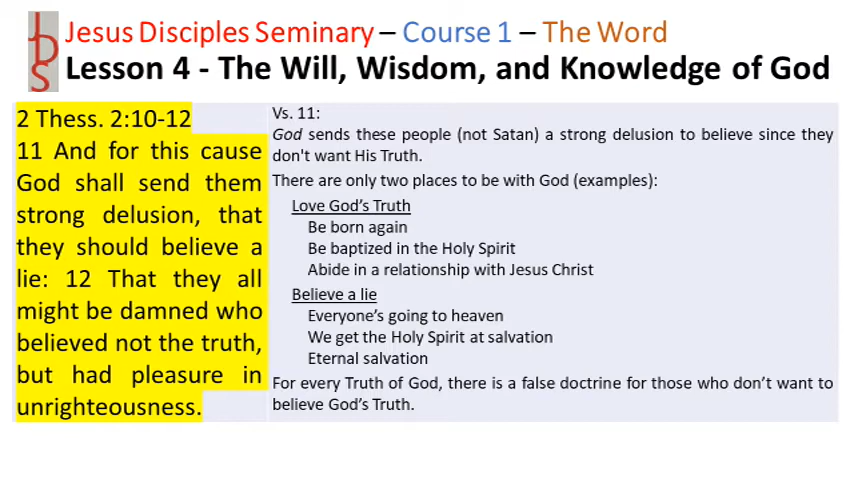 JDS
Jesus Disciples Seminary – Course 1 – The Word
Lesson 4 - The Will, Wisdom, and Knowledge of God
2 Thess. 2:10-12
11 And for this cause
God shall send them
strong delusion, that
they should believe a
lie: 12 That they all
might be damned who
believed not the truth,
but had pleasure in
unrighteousness.
Vs. 11:
God sends these people (not Satan) a strong delusion to believe since they
don't want His Truth.
There are only two places to be with God (examples):
Love God's Truth
Be born again
Be baptized in the Holy Spirit
Abide in a relationship with Jesus Christ
Believe a lie
Everyone's going to heaven
We get the Holy Spirit at salvation
Eternal salvation
For every Truth of God, there is a false doctrine for those who don't want to
believe God's Truth.